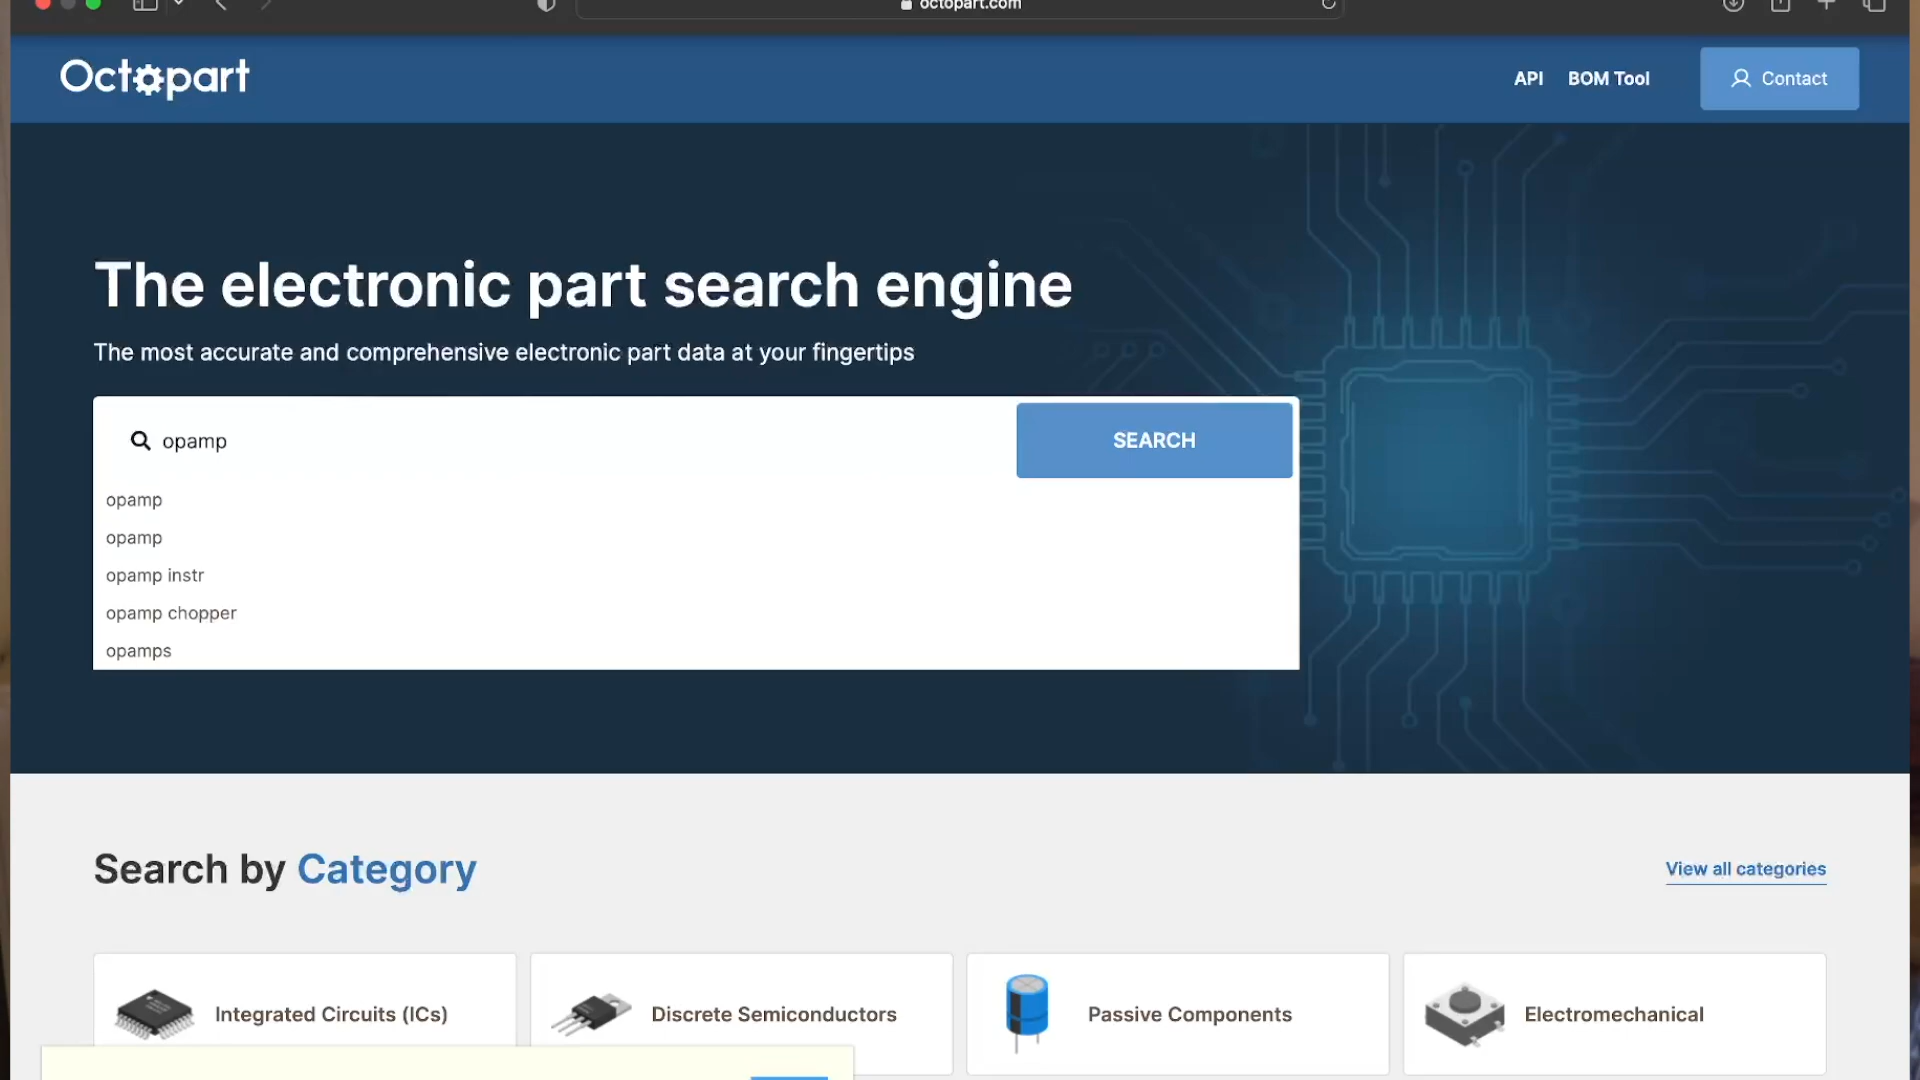 octopart.com
Octopart
API
BOM Tool
Contact
The electronic part search engine
The most accurate and comprehensive electronic part data at your fingertips
opamp
SEARCH
opamp
opamp
opamp instr
opamp chopper
opamps
Search by Category
View all categories
Integrated Circuits (ICs)
Discrete Semiconductors
Passive Components
Electromechanical